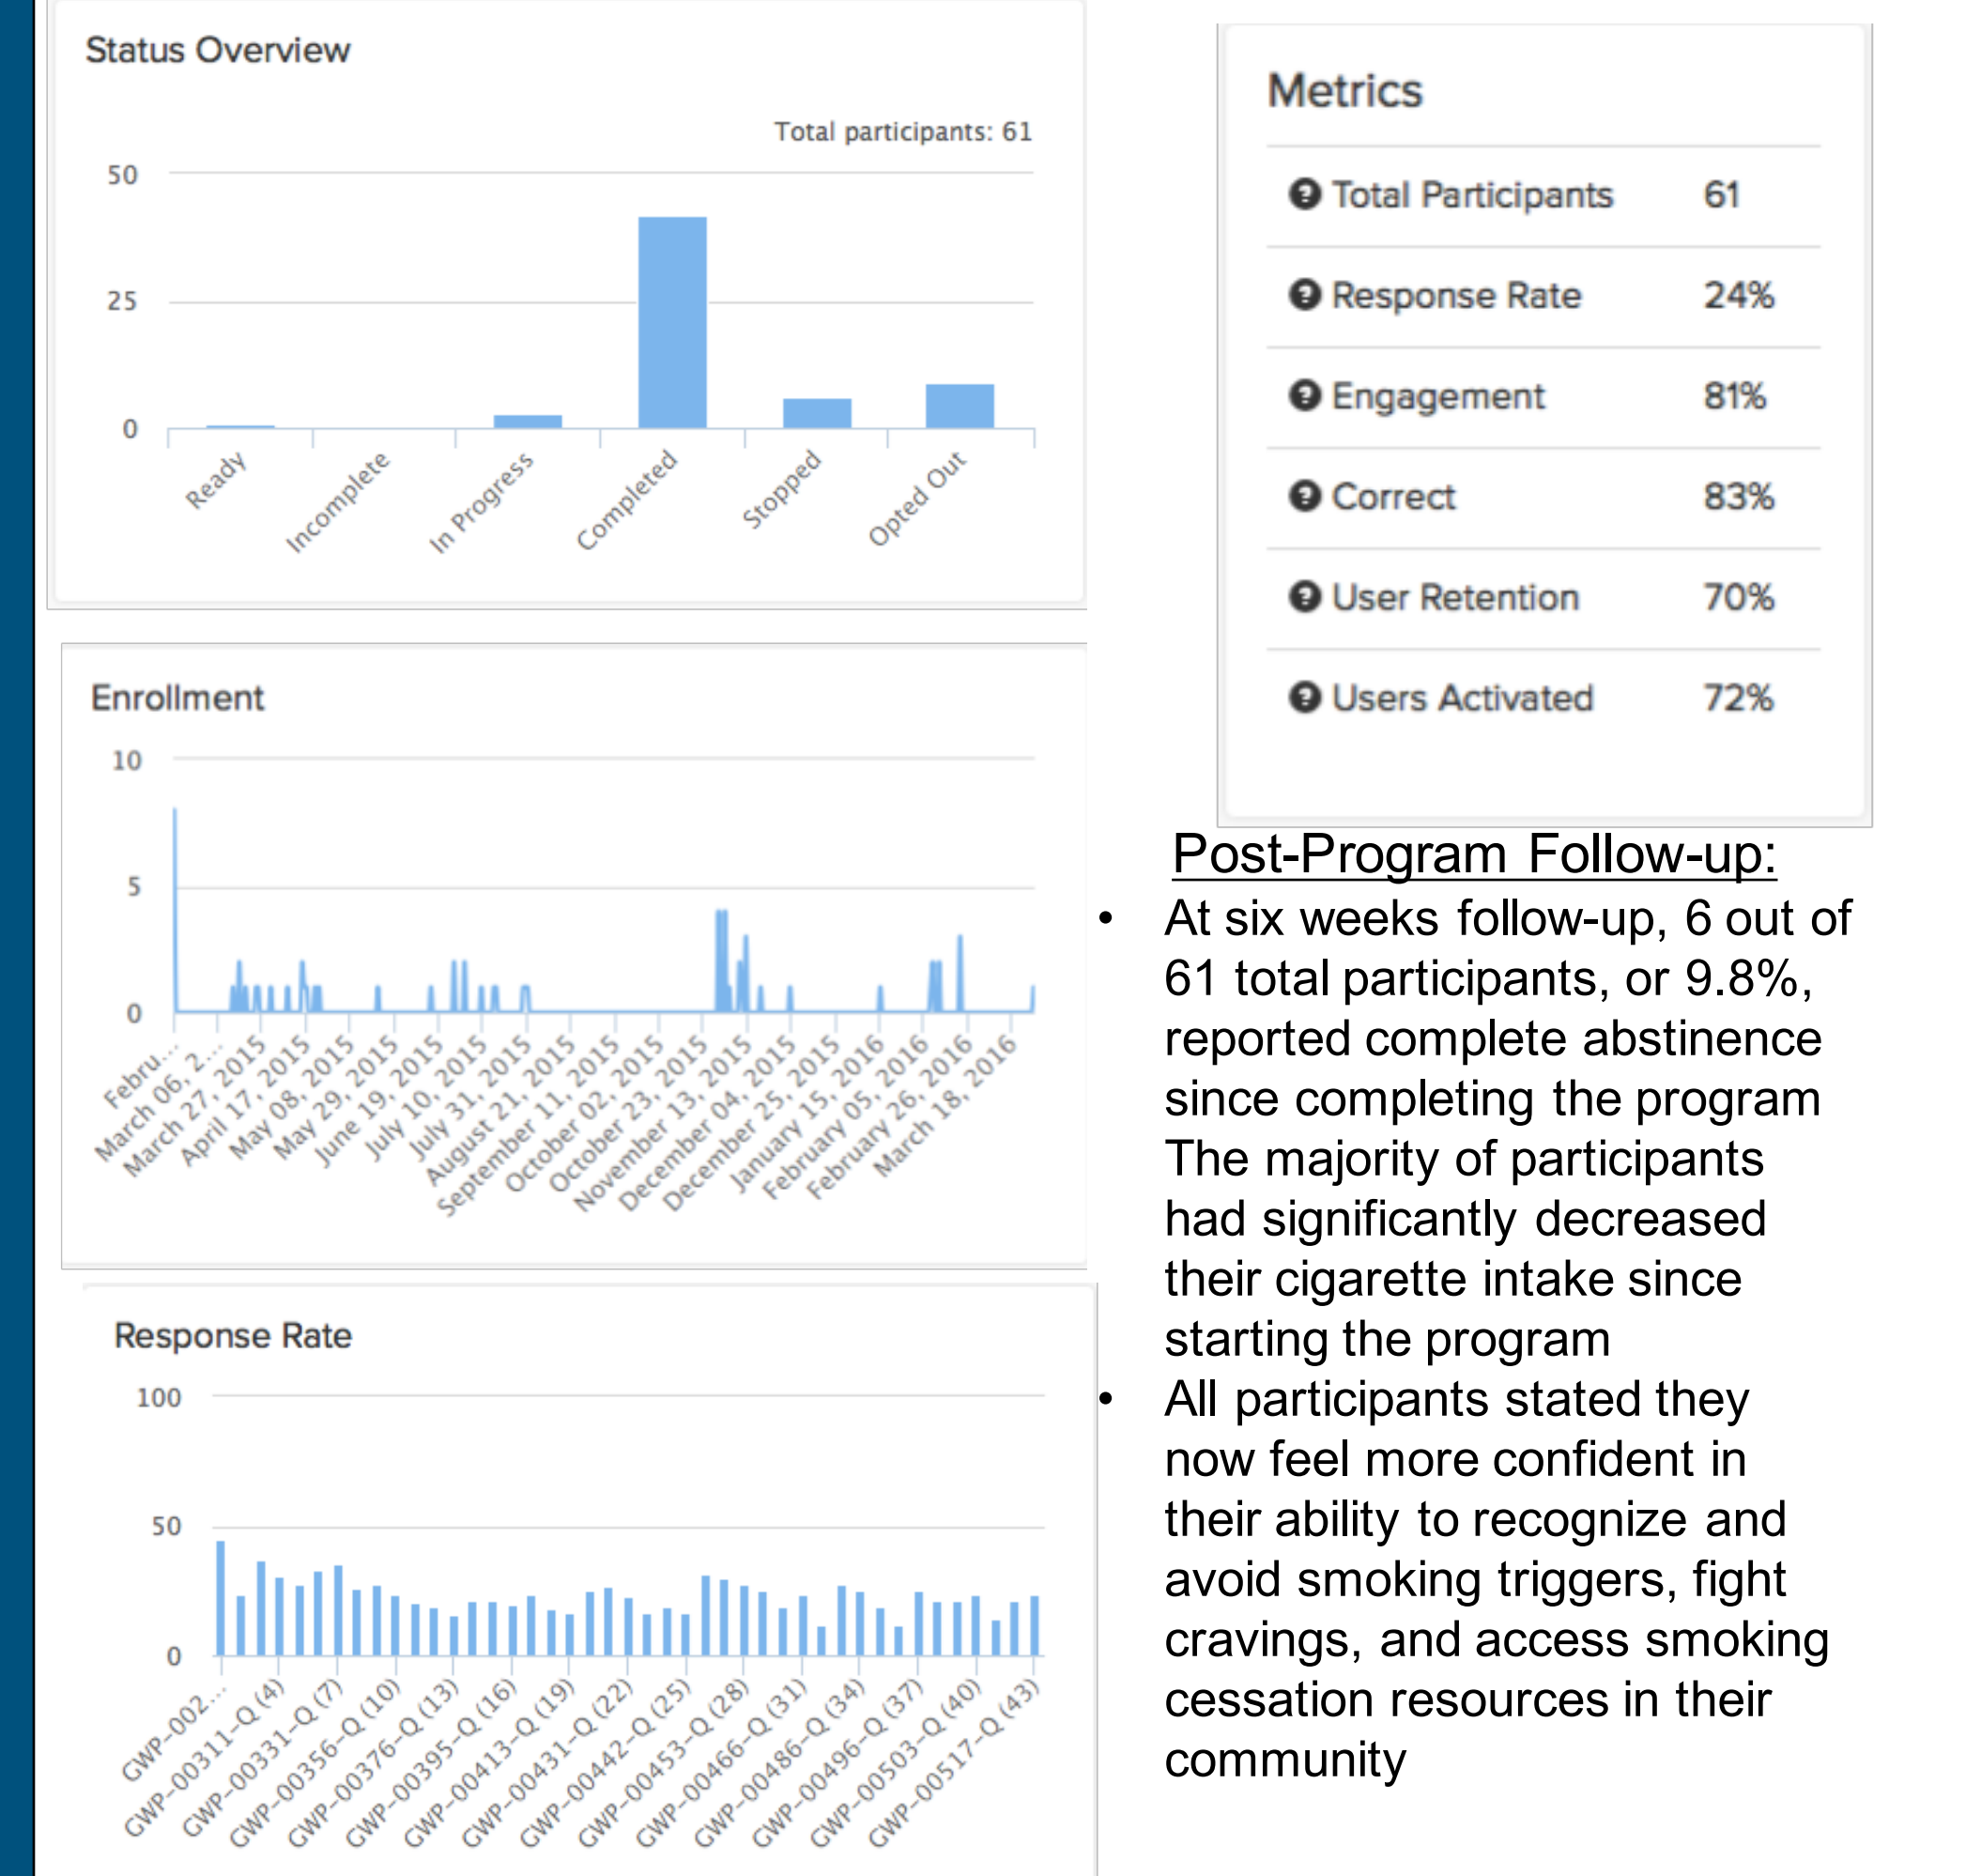 Status Overview
Total participants: 61
50
25
0
Ready
Incomplete
In Progress
Completed
Stopped
Opted Out
Enrollment
10
5
0
Febru...
March 06, 2...
March 27, 2015
April 17, 2015
May 08, 2015
May 29, 2015
June 19, 2015
July 10, 2015
July 31, 2015
August 21, 2015
September 11, 2015
October 02, 2015
October 23, 2015
November 13, 2015
December 04, 2015
December 25, 2015
January 15, 2016
February 05, 2016
February 26, 2016
March 18, 2016
Response Rate
100
50
0
GWP-002...
GWP-00311-Q (4)
GWP-00331-Q (7)
GWP-00356-Q (10)
GWP-00376-Q (13)
GWP-00395-Q (16)
GWP-00413-Q (19)
GWP-00431-Q (22)
GWP-00442-Q (25)
GWP-00453-Q (28)
GWP-00466-Q (31)
GWP-00486-Q (34)
GWP-00496-Q (37)
GWP-00503-Q (40)
GWP-00517-Q (43)
Metrics
Total Participants 61
Response Rate 24%
Engagement 81%
Correct 83%
User Retention 70%
Users Activated 72%
Post-Program Follow-up:
• At six weeks follow-up, 6 out of
61 total participants, or 9.8%,
reported complete abstinence
since completing the program
The majority of participants
had significantly decreased
their cigarette intake since
starting the program
• All participants stated they
now feel more confident in
their ability to recognize and
avoid smoking triggers, fight
cravings, and access smoking
cessation resources in their
community